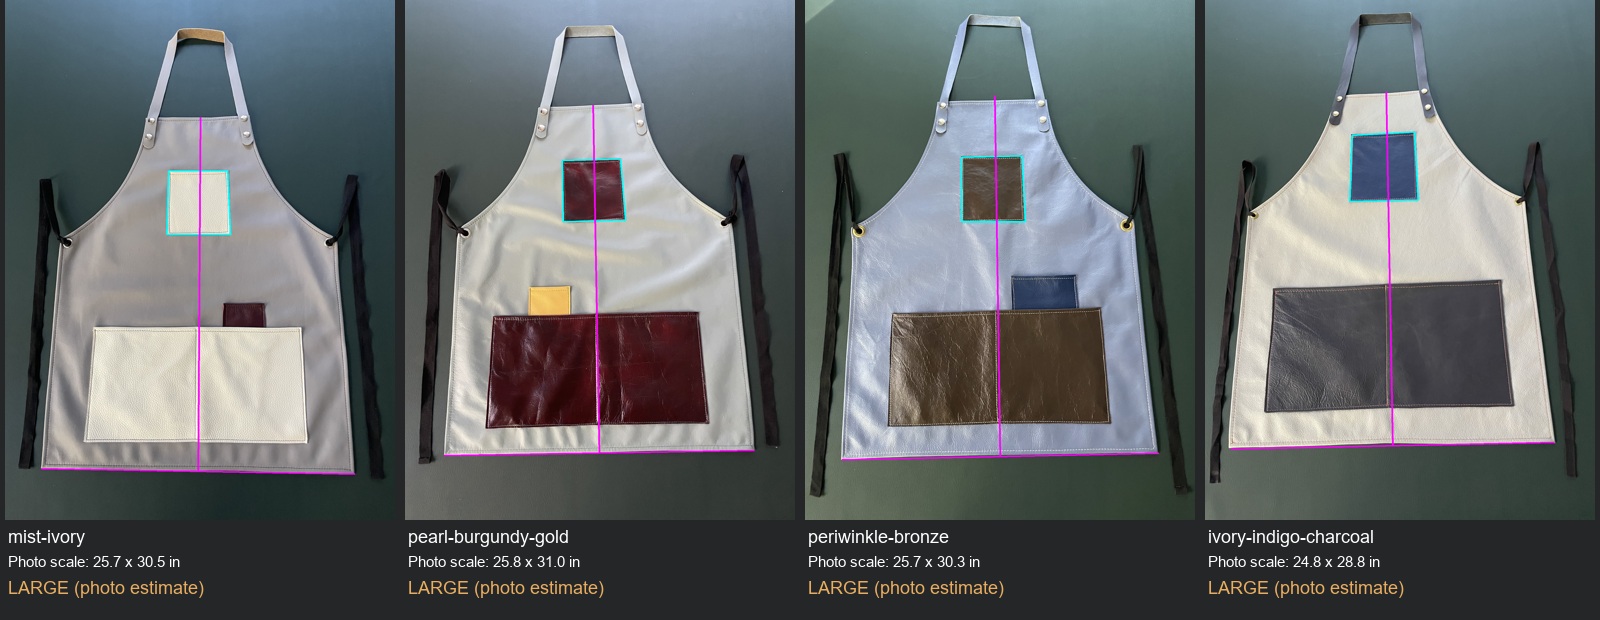 mist-ivory
Photo scale: 25.7 x 30.5 in
LARGE (photo estimate)
pearl-burgundy-gold
Photo scale: 25.8 x 31.0 in
LARGE (photo estimate)
periwinkle-bronze
Photo scale: 25.7 x 30.3 in
LARGE (photo estimate)
ivory-indigo-charcoal
Photo scale: 24.8 x 28.8 in
LARGE (photo estimate)